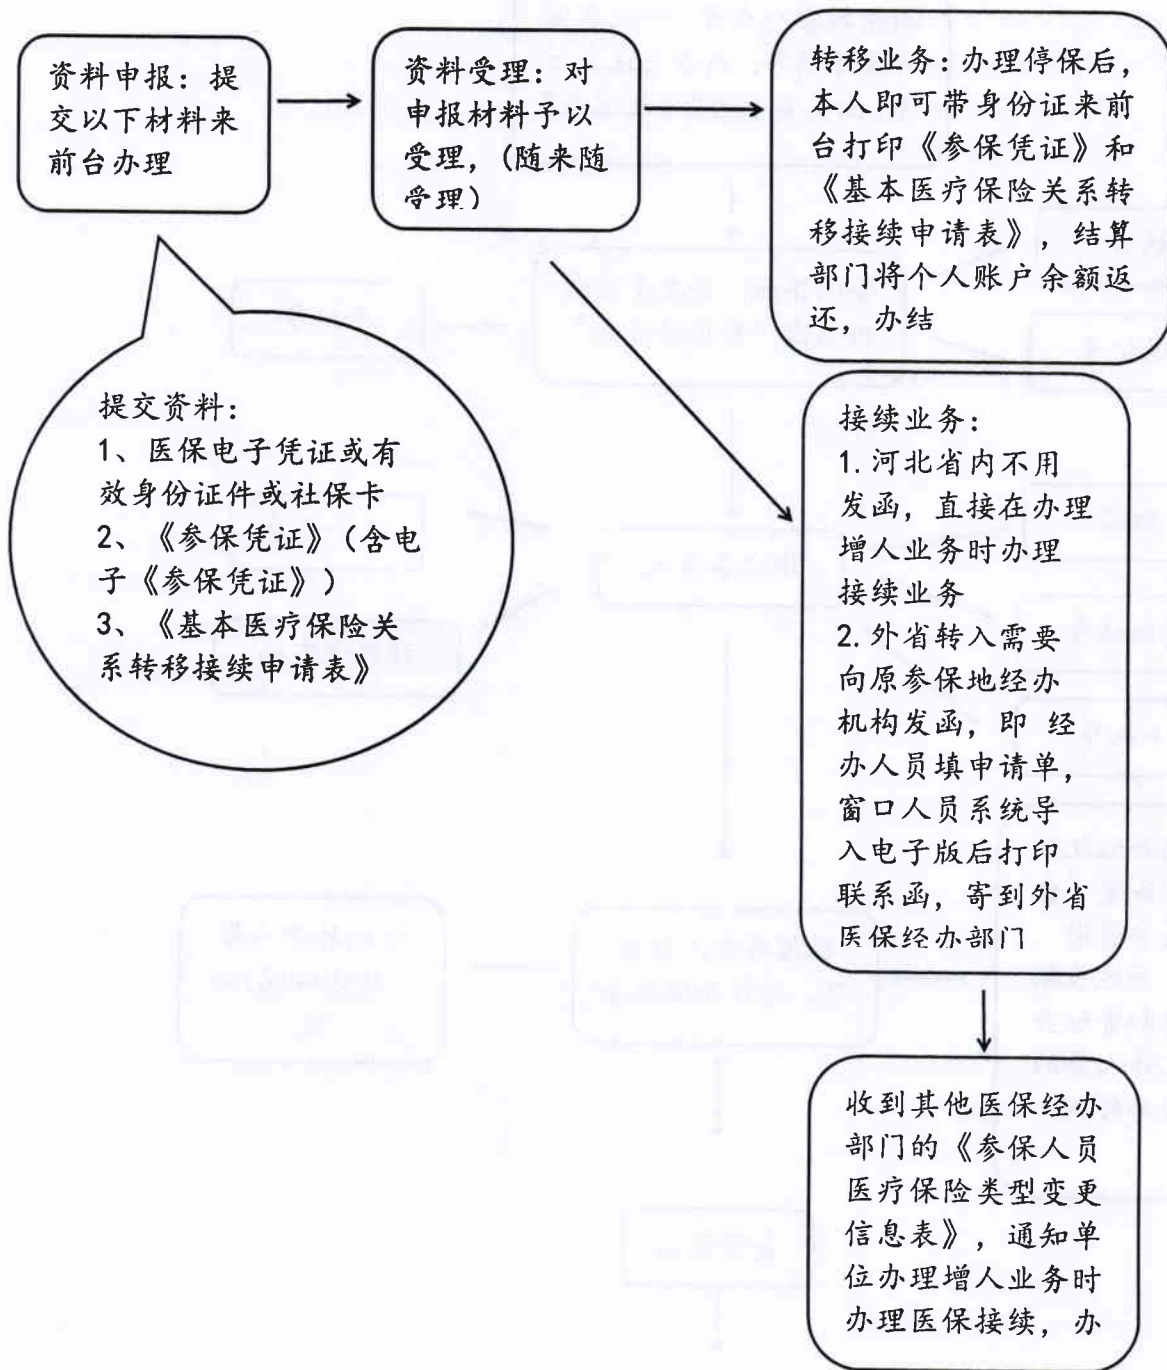 资料申报：提
交以下材料来
前台办理
资料受理：对
申报材料予以
受理，(随来随
受理)
转移业务：办理停保后，
本人即可带身份证来前
台打印《参保凭证》和
《基本医疗保险关系转
移接续申请表》，结算
部门将个人账户余额返
还，办结
提交资料：
1、医保电子凭证或有
效身份证件或社保卡
2、《参保凭证》（含电
子《参保凭证》）
3、《基本医疗保险关
系转移接续申请表》
接续业务：
1.河北省内不用
发函，直接在办理
增人业务时办理
接续业务
2.外省转入需要
向原参保地经办
机构发函，即 经
办人员填申请单，
窗口人员系统导
入电子版后打印
联系函，寄到外省
医保经办部门
收到其他医保经办
部门的《参保人员
医疗保险类型变更
信息表》，通知单
位办理增人业务时
办理医保接续，办